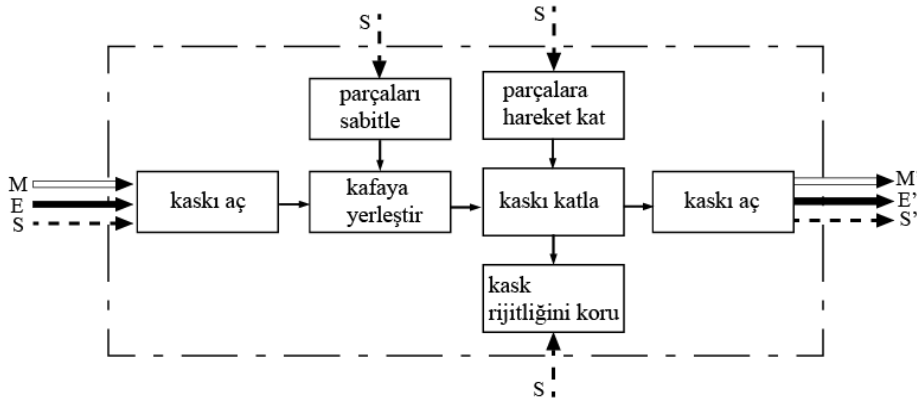 S
S
parçaları
sabitle
parçalara
hareket kat
M
E
S
kaskı aç
kafaya
yerleştir
kaskı katla
kaskı aç
M'
E'
S'
kask
rijitliğini koru
S